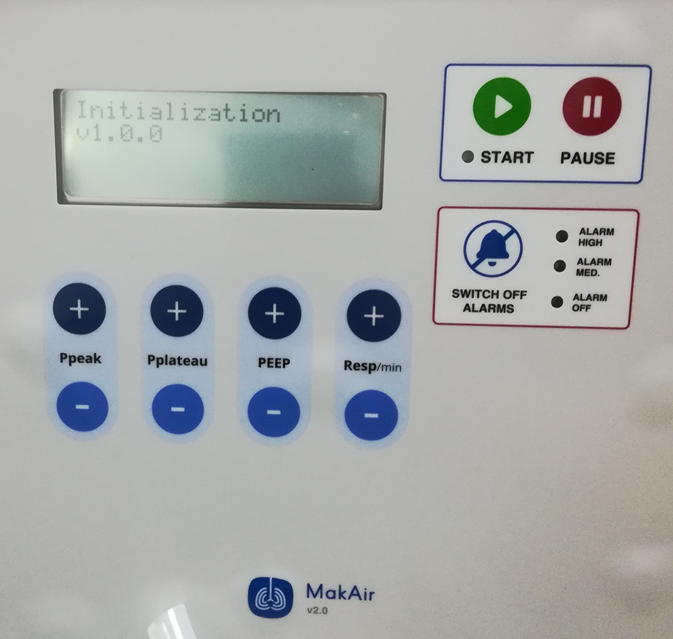 Initialization
v1.0.0
START
PAUSE
SWITCH OFF
ALARMS
ALARM
HIGH
ALARM
MED.
ALARM
OFF
Ppeak
Pplateau
PEEP
Resp/min
MakAir
v2.0